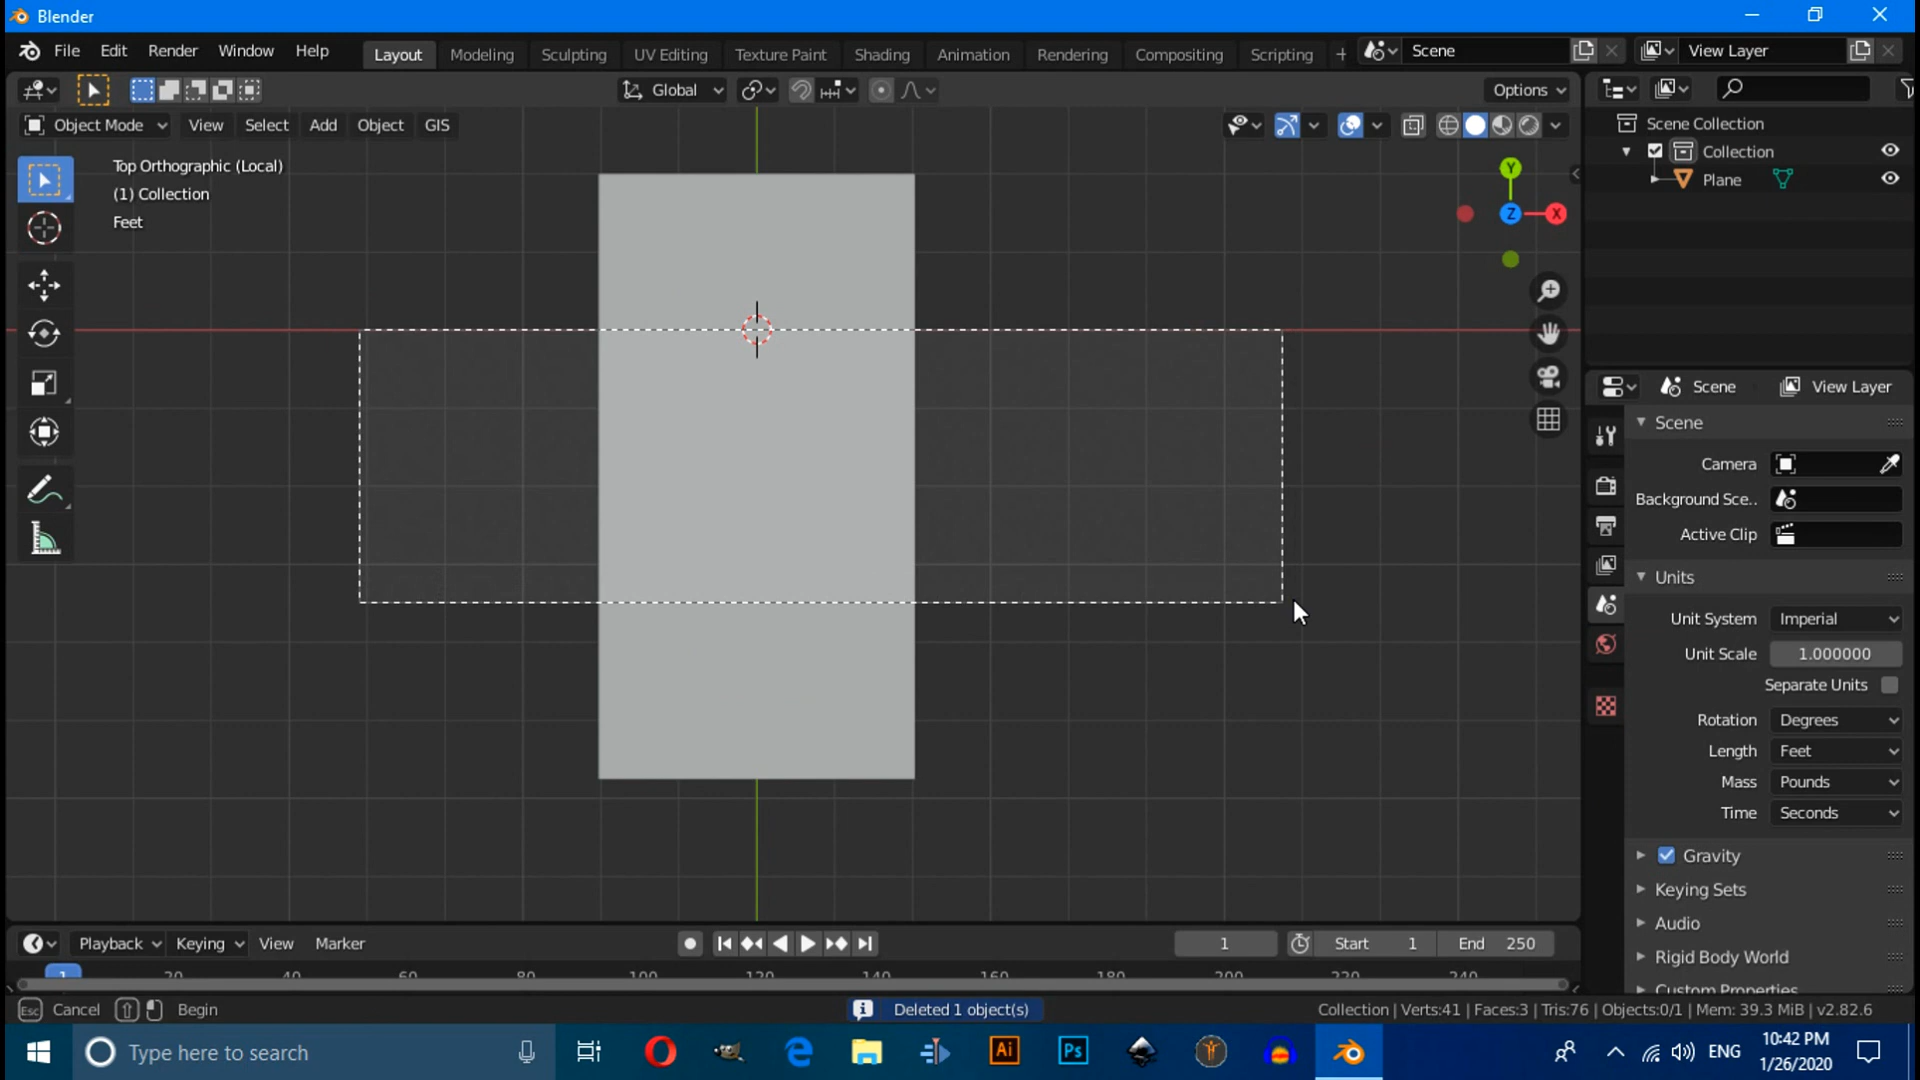 Blender
File Edit Render Window Help Layout Modeling Sculpting UV Editing Texture Paint Shading Animation Rendering Compositing Scripting + Scene View Layer
Global Options
Object Mode View Select Add Object GIS
Top Orthographic (Local)
(1) Collection
Feet
Y
Z
X
Scene Collection
Collection
Plane
Scene View Layer
Scene
Camera
Background Sce..
Active Clip
Units
Unit System Imperial
Unit Scale 1.000000
Separate Units
Rotation Degrees
Length Feet
Mass Pounds
Time Seconds
Gravity
Keying Sets
Audio
Rigid Body World
Custom Properties
Playback Keying View Marker 1 Start 1 End 250
1 20 40 60 80 100 120 140 160 180 200 220 240
Esc Cancel Begin Deleted 1 object(s) Collection | Verts:41 | Faces:3 | Tris:76 | Objects:0/1 | Mem: 39.3 MiB | v2.82.6
Type here to search Ai Ps ENG 10:42 PM
1/26/2020